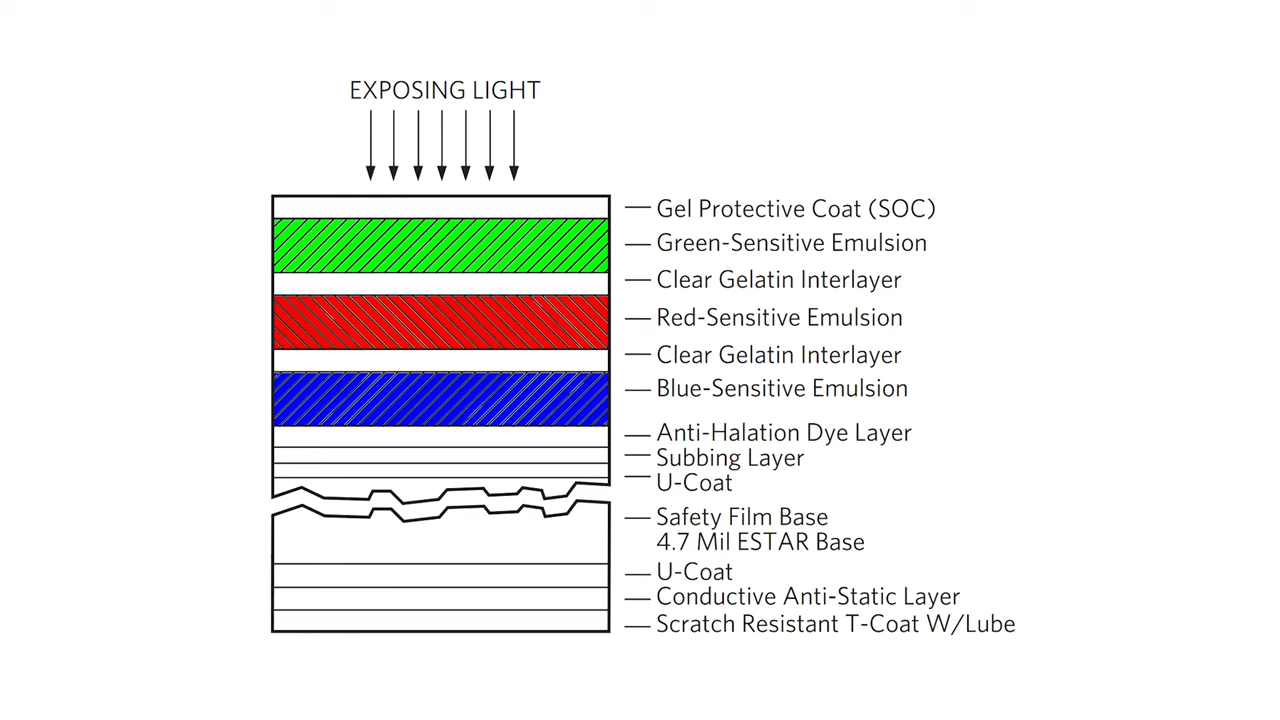 EXPOSING LIGHT
Gel Protective Coat (SOC)
Green-Sensitive Emulsion
Clear Gelatin Interlayer
Red-Sensitive Emulsion
Clear Gelatin Interlayer
Blue-Sensitive Emulsion
Anti-Halation Dye Layer
Subbing Layer
U-Coat
Safety Film Base
4.7 Mil ESTAR Base
U-Coat
Conductive Anti-Static Layer
Scratch Resistant T-Coat W/Lube